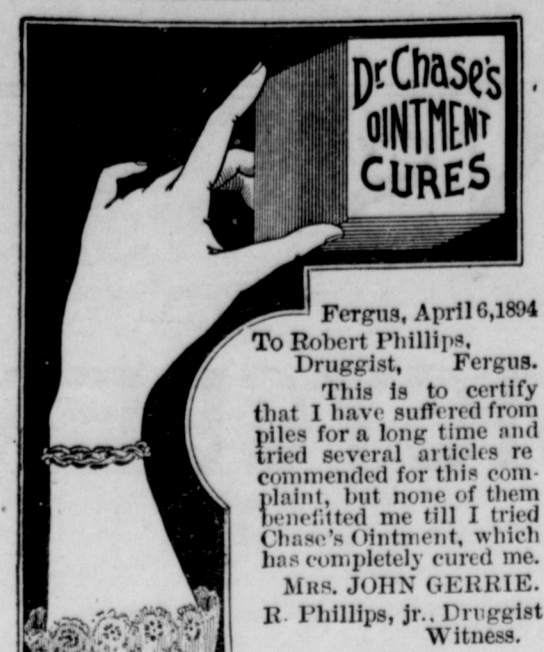 Dr Chase's
OINTMENT
CURES
Fergus, April 6, 1894
To Robert Phillips,
Druggist, Fergus.
This is to certify
that I have suffered from
piles for a long time and
tried several articles re
commended for this com-
plaint, but none of them
benefitted me till I tried
Chase's Ointment, which
has completely cured me.
MRS. JOHN GERRIE.
R. Phillips, jr., Druggist
Witness.